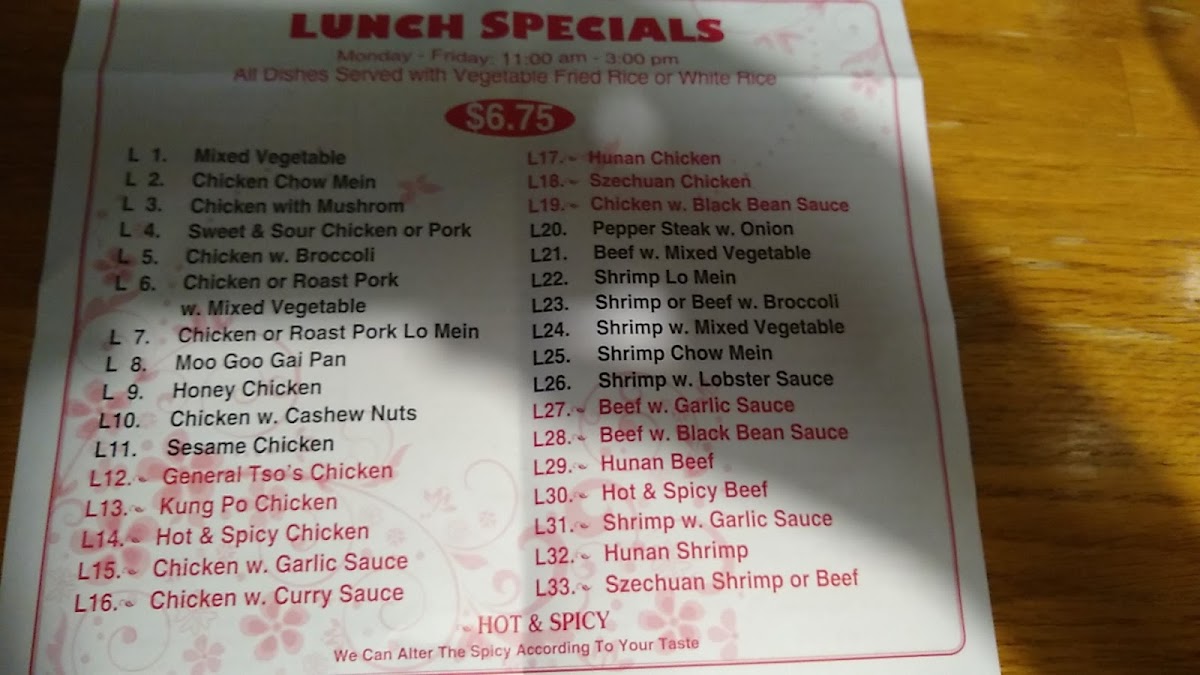 LUNCH SPECIALS
Monday - Friday: 11:00 am - 3:00 pm
All Dishes Served with Vegetable Fried Rice or White Rice
$6.75
L 1. Mixed Vegetable
L 2. Chicken Chow Mein
L 3. Chicken with Mushrom
L 4. Sweet & Sour Chicken or Pork
L 5. Chicken w. Broccoli
L 6. Chicken or Roast Pork
w. Mixed Vegetable
L 7. Chicken or Roast Pork Lo Mein
L 8. Moo Goo Gai Pan
L 9. Honey Chicken
L10. Chicken w. Cashew Nuts
L11. Sesame Chicken
L12. General Tso's Chicken
L13. Kung Po Chicken
L14. Hot & Spicy Chicken
L15. Chicken w. Garlic Sauce
L16. Chicken w. Curry Sauce
L17. Hunan Chicken
L18. Szechuan Chicken
L19. Chicken w. Black Bean Sauce
L20. Pepper Steak w. Onion
L21. Beef w. Mixed Vegetable
L22. Shrimp Lo Mein
L23. Shrimp or Beef w. Broccoli
L24. Shrimp w. Mixed Vegetable
L25. Shrimp Chow Mein
L26. Shrimp w. Lobster Sauce
L27. Beef w. Garlic Sauce
L28. Beef w. Black Bean Sauce
L29. Hunan Beef
L30. Hot & Spicy Beef
L31. Shrimp w. Garlic Sauce
L32. Hunan Shrimp
L33. Szechuan Shrimp or Beef
HOT & SPICY
We Can Alter The Spicy According To Your Taste